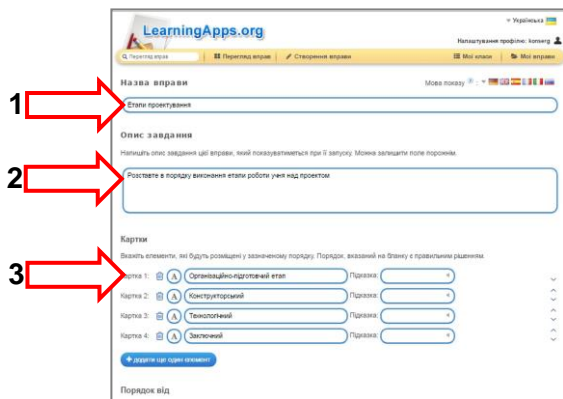 LearningApps.org
Українська
Налаштування профілю: konserg
Перегляд вправ
Перегляд вправ
Створення вправи
Мої класи
Мої вправи
Назва вправи
Мова показу
1
Етапи проектування
Опис завдання
Напишіть опис завдання цієї вправи, який показуватиметься при її запуску. Можна залишити поле порожнім.
2
Розставте в порядку виконання етапи роботи учня над проектом
Картки
Вкажіть елементи, які будуть розміщені у зазначеному порядку. Порядок, вказаний на бланку є правильним рішенням.
3
Картка 1: A Організаційно-підготовчий етап Підказка:
Картка 2: A Конструкторський Підказка:
Картка 3: A Технологічний Підказка:
Картка 4: A Заключний Підказка:
+ додати ще один елемент
Порядок від